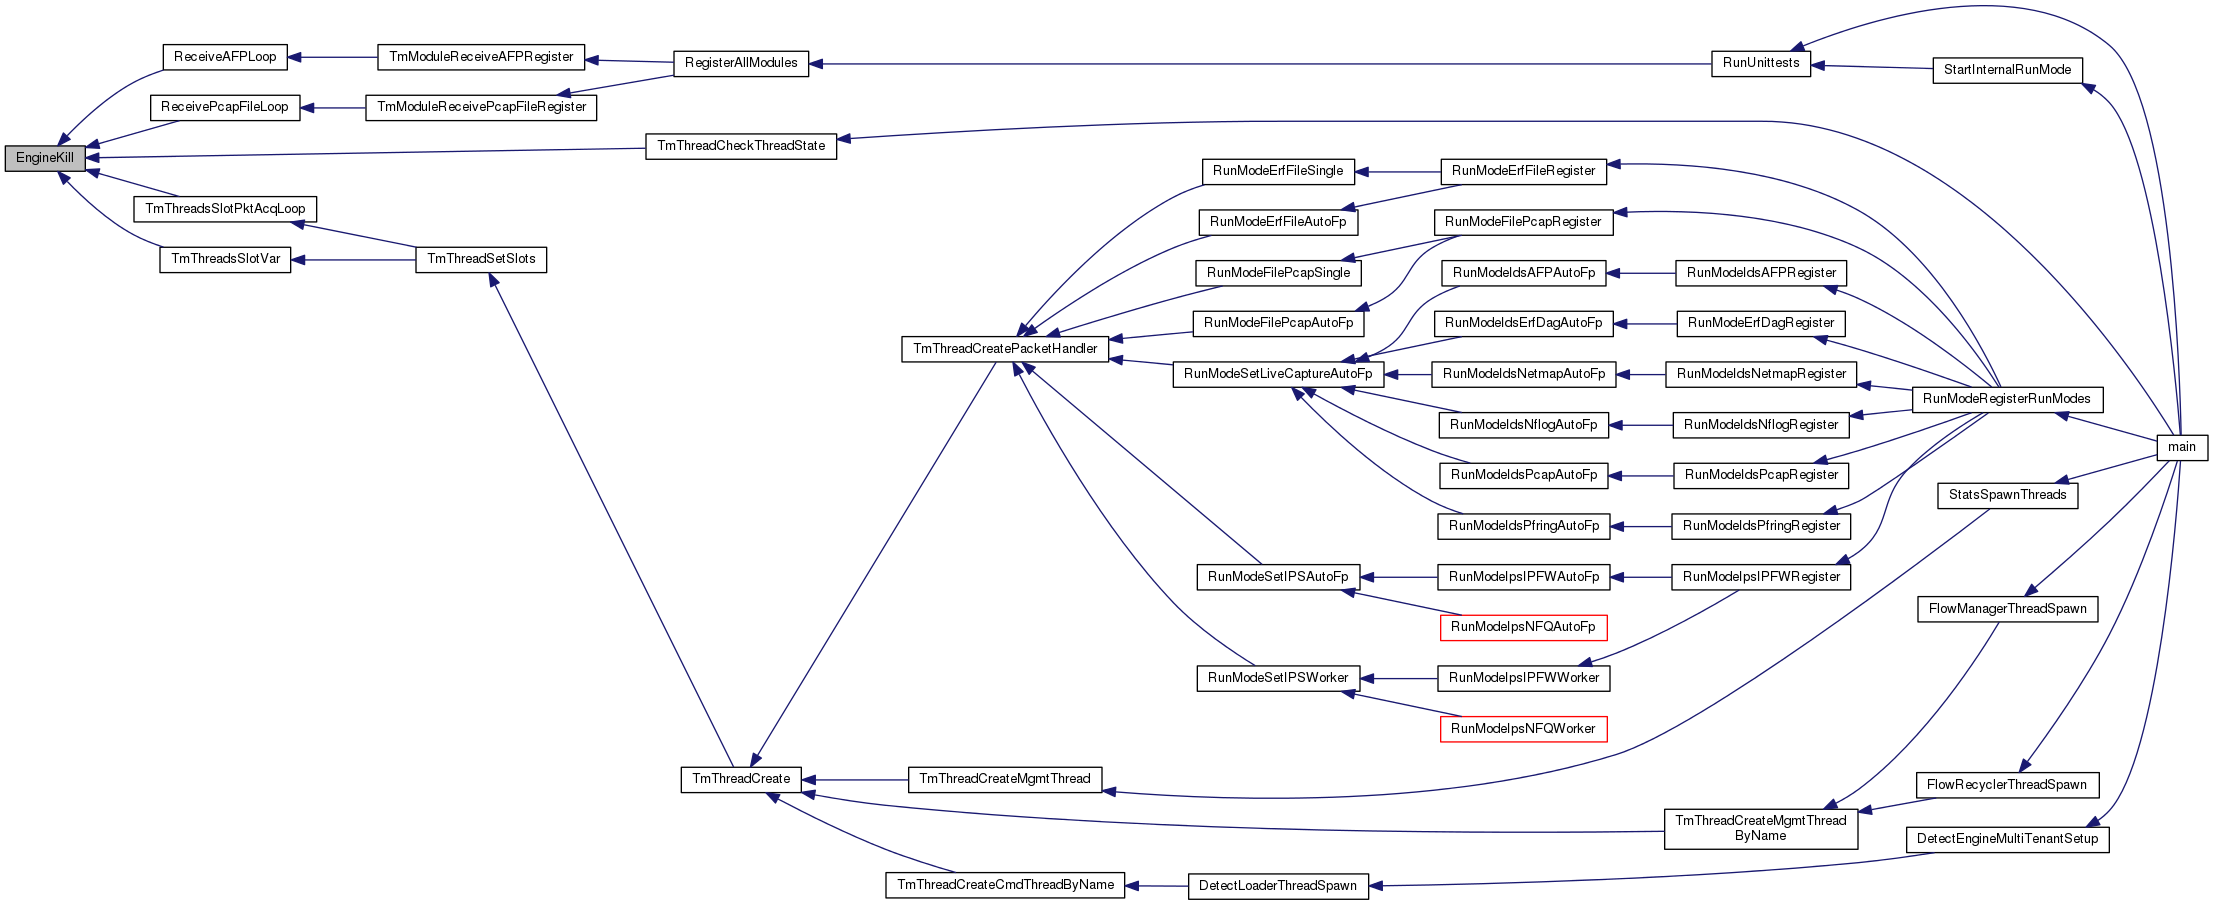 EngineKill
ReceiveAFPLoop
TmModuleReceiveAFPRegister
RegisterAllModules
RunUnittests
StartInternalRunMode
ReceivePcapFileLoop
TmModuleReceivePcapFileRegister
TmThreadCheckThreadState
TmThreadsSlotPktAcqLoop
TmThreadsSlotVar
TmThreadSetSlots
TmThreadCreate
TmThreadCreatePacketHandler
RunModeErfFileSingle
RunModeErfFileRegister
RunModeErfFileAutoFp
RunModeFilePcapRegister
RunModeFilePcapSingle
RunModeFilePcapAutoFp
RunModeSetLiveCaptureAutoFp
RunModeIdsAFPAutoFp
RunModeIdsAFPRegister
RunModeIdsErfDagAutoFp
RunModeErfDagRegister
RunModeIdsNetmapAutoFp
RunModeIdsNetmapRegister
RunModeIdsNflogAutoFp
RunModeIdsNflogRegister
RunModeIdsPcapAutoFp
RunModeIdsPcapRegister
RunModeIdsPfringAutoFp
RunModeIdsPfringRegister
RunModeRegisterRunModes
main
RunModeSetIPSAutoFp
RunModeIpsIPFWAutoFp
RunModeIpsIPFWRegister
RunModeIpsNFQAutoFp
RunModeSetIPSWorker
RunModeIpsIPFWWorker
RunModeIpsNFQWorker
StatsSpawnThreads
FlowManagerThreadSpawn
TmThreadCreateMgmtThread
TmThreadCreateMgmtThread
ByName
FlowRecyclerThreadSpawn
DetectEngineMultiTenantSetup
TmThreadCreateCmdThreadByName
DetectLoaderThreadSpawn